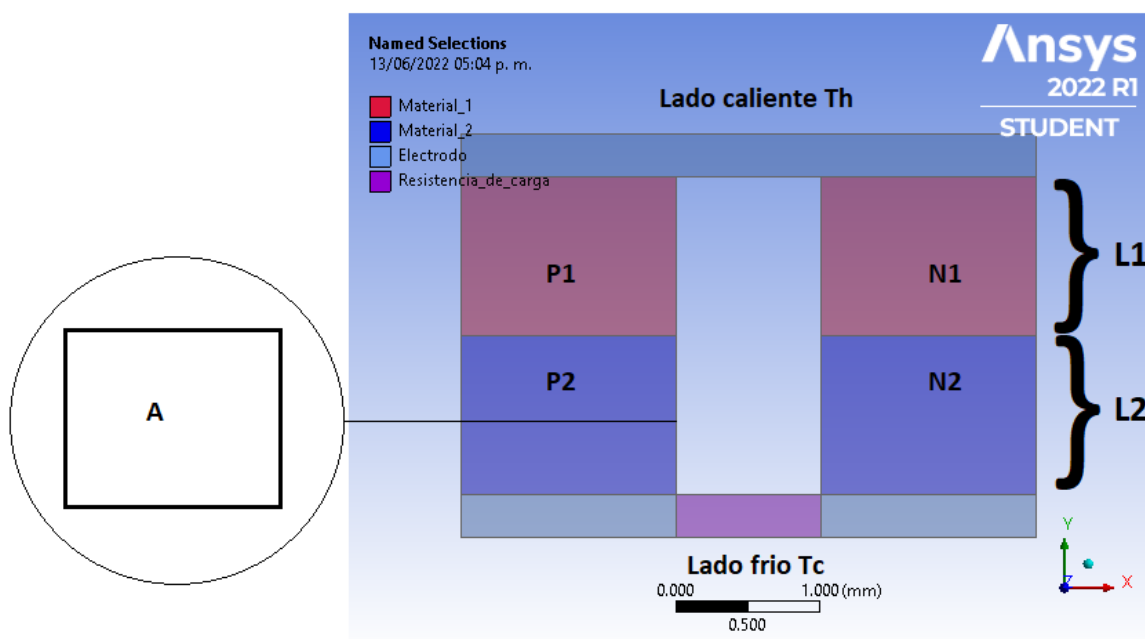 Named Selections
13/06/2022 05:04 p. m.
Material_1
Material_2
Electrodo
Resistencia_de_carga
Lado caliente Th
Ansys
2022 R1
STUDENT
P1
N1
L1
P2
N2
L2
A
Lado frio Tc
0.000
1.000 (mm)
0.500
Y
X
Z